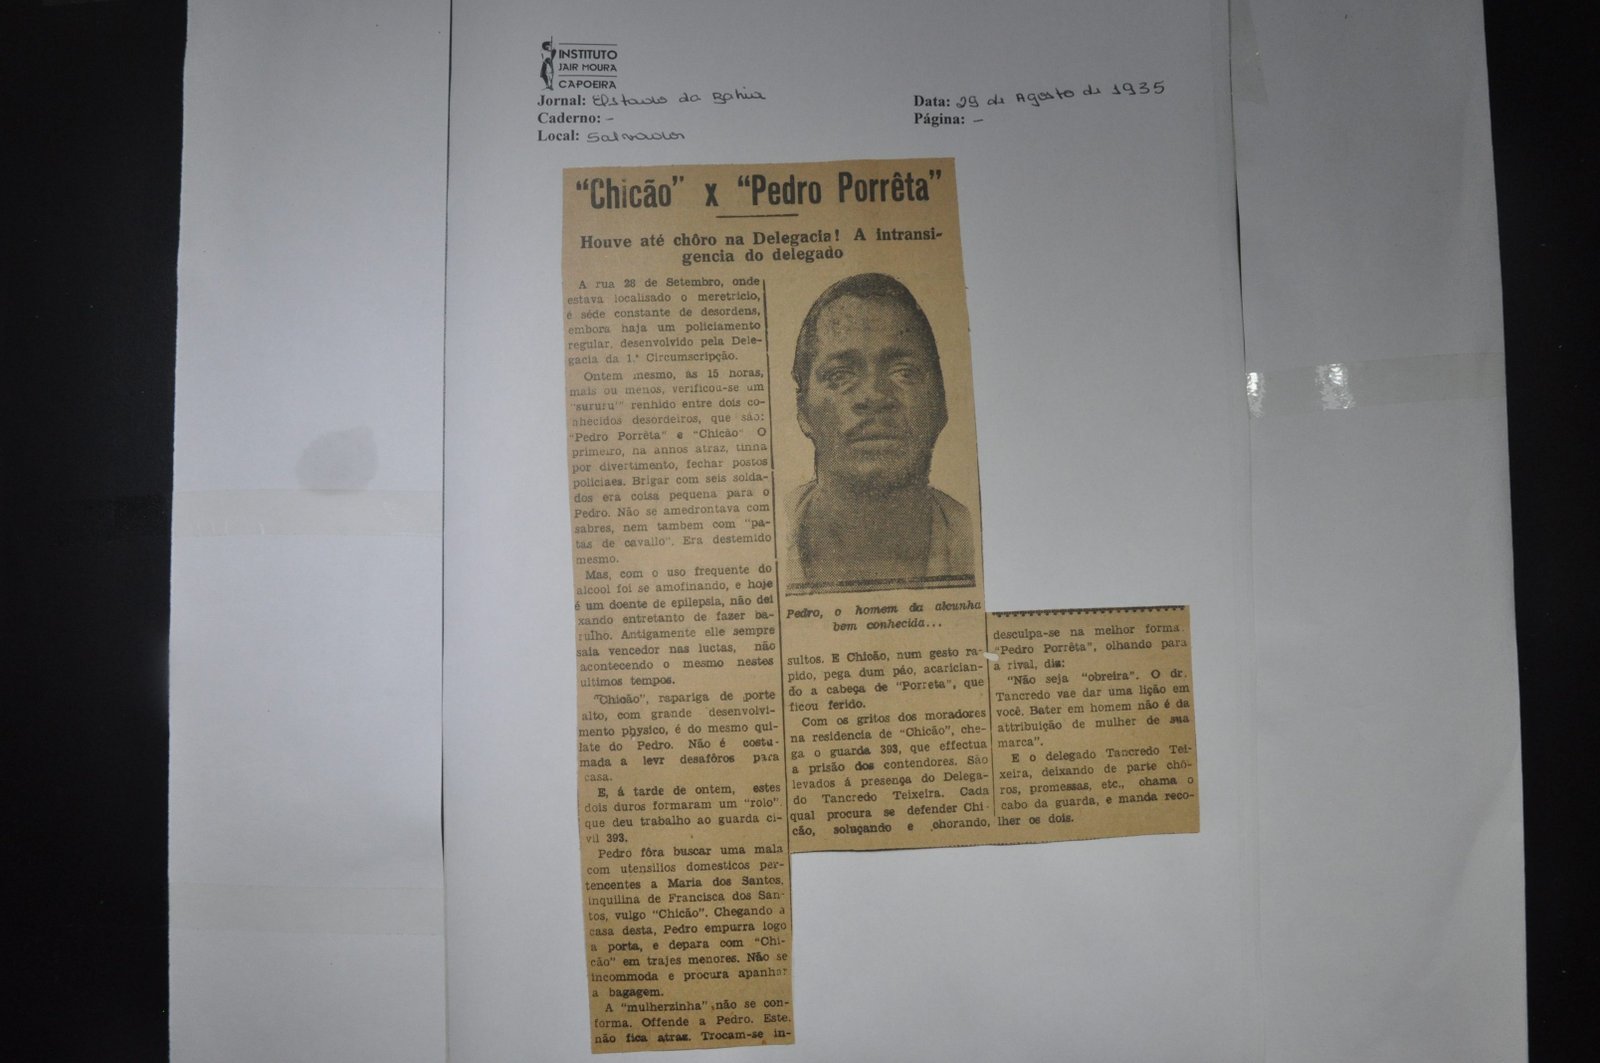 INSTITUTO
JAIR MOURA
CAPOEIRA
Jornal: Estado da Bahia
Caderno: -
Local: Salvador
Data: 29 de Agosto de 1935
Página: -
"Chicão" x "Pedro Porrêta"
Houve até chôro na Delegacia! A intransi-
gencia do delegado
A rua 28 de Setembro, onde
estava localisado o meretricio,
é séde constante de desordens,
embora haja um policiamento
regular, desenvolvido pela Dele-
gacia da 1.ª Circumscripção.
Ontem mesmo, ás 15 horas,
mais ou menos, verificou-se um
"sururu'" renhido entre dois co-
nhecidos desordeiros, que são:
"Pedro Porrêta" e "Chicão" O
primeiro, na annos atraz, tinna
por divertimento, fechar postos
policiaes. Brigar com seis solda-
dos era coisa pequena para o
Pedro. Não se amedrontava com
sabres, nem tambem com "pa-
tas de cavallo". Era destemido
mesmo.
Mas, com o uso frequente do
alcool foi se amofinando, e hoje
é um doente de epilepsia, não dei
xando entretanto de fazer ba-
rulho. Antigamente elle sempre
saia vencedor nas luctas, não
acontecendo o mesmo nestes
ultimos tempos.
"Chicão", rapariga de porte
alto, com grande desenvolvi-
mento physico, é do mesmo qui-
late do Pedro. Não é costu-
mada a levr desafôros para
casa.
E, á tarde de ontem, estes
dois duros formaram um "rolo",
que deu trabalho ao guarda ci-
vil 393.
Pedro fôra buscar uma mala
com utensilios domesticos per-
tencentes a Maria dos Santos,
inquilina de Francisca dos San-
tos, vulgo "Chicão". Chegando á
casa desta, Pedro empurra logo
a porta, e depara com "Chi-
cão" em trajes menores. Não se
incommoda e procura apanhar
a bagagem.
A "mulherzinha" não se con-
forma. Offende a Pedro. Este
não fica atraz. Trocam-se in-
Pedro, o homem da alcunha
bem conhecida...
sultos. E Chicão, num gesto ra-
pido, pega dum páo, acarician-
do a cabeça de "Porreta", que
ficou ferido.
Com os gritos dos moradores
na residencia de "Chicão", che-
ga o guarda 393, que effectua
a prisão dos contendores. São
levados á presença do Delega-
do Tancredo Teixeira. Cada
qual procura se defender Chi-
cão, soluçando e chorando,
desculpa-se na melhor forma.
"Pedro Porrêta", olhando para
a rival, diz:
"Não seja "obreira". O dr.
Tancredo vae dar uma lição em
você. Bater em homem não é da
attribuição de mulher de sua
marca".
E o delegado Tancredo Tei-
xeira, deixando de parte chô-
ros, promessas, etc., chama o
cabo da guarda, e manda reco-
lher os dois.